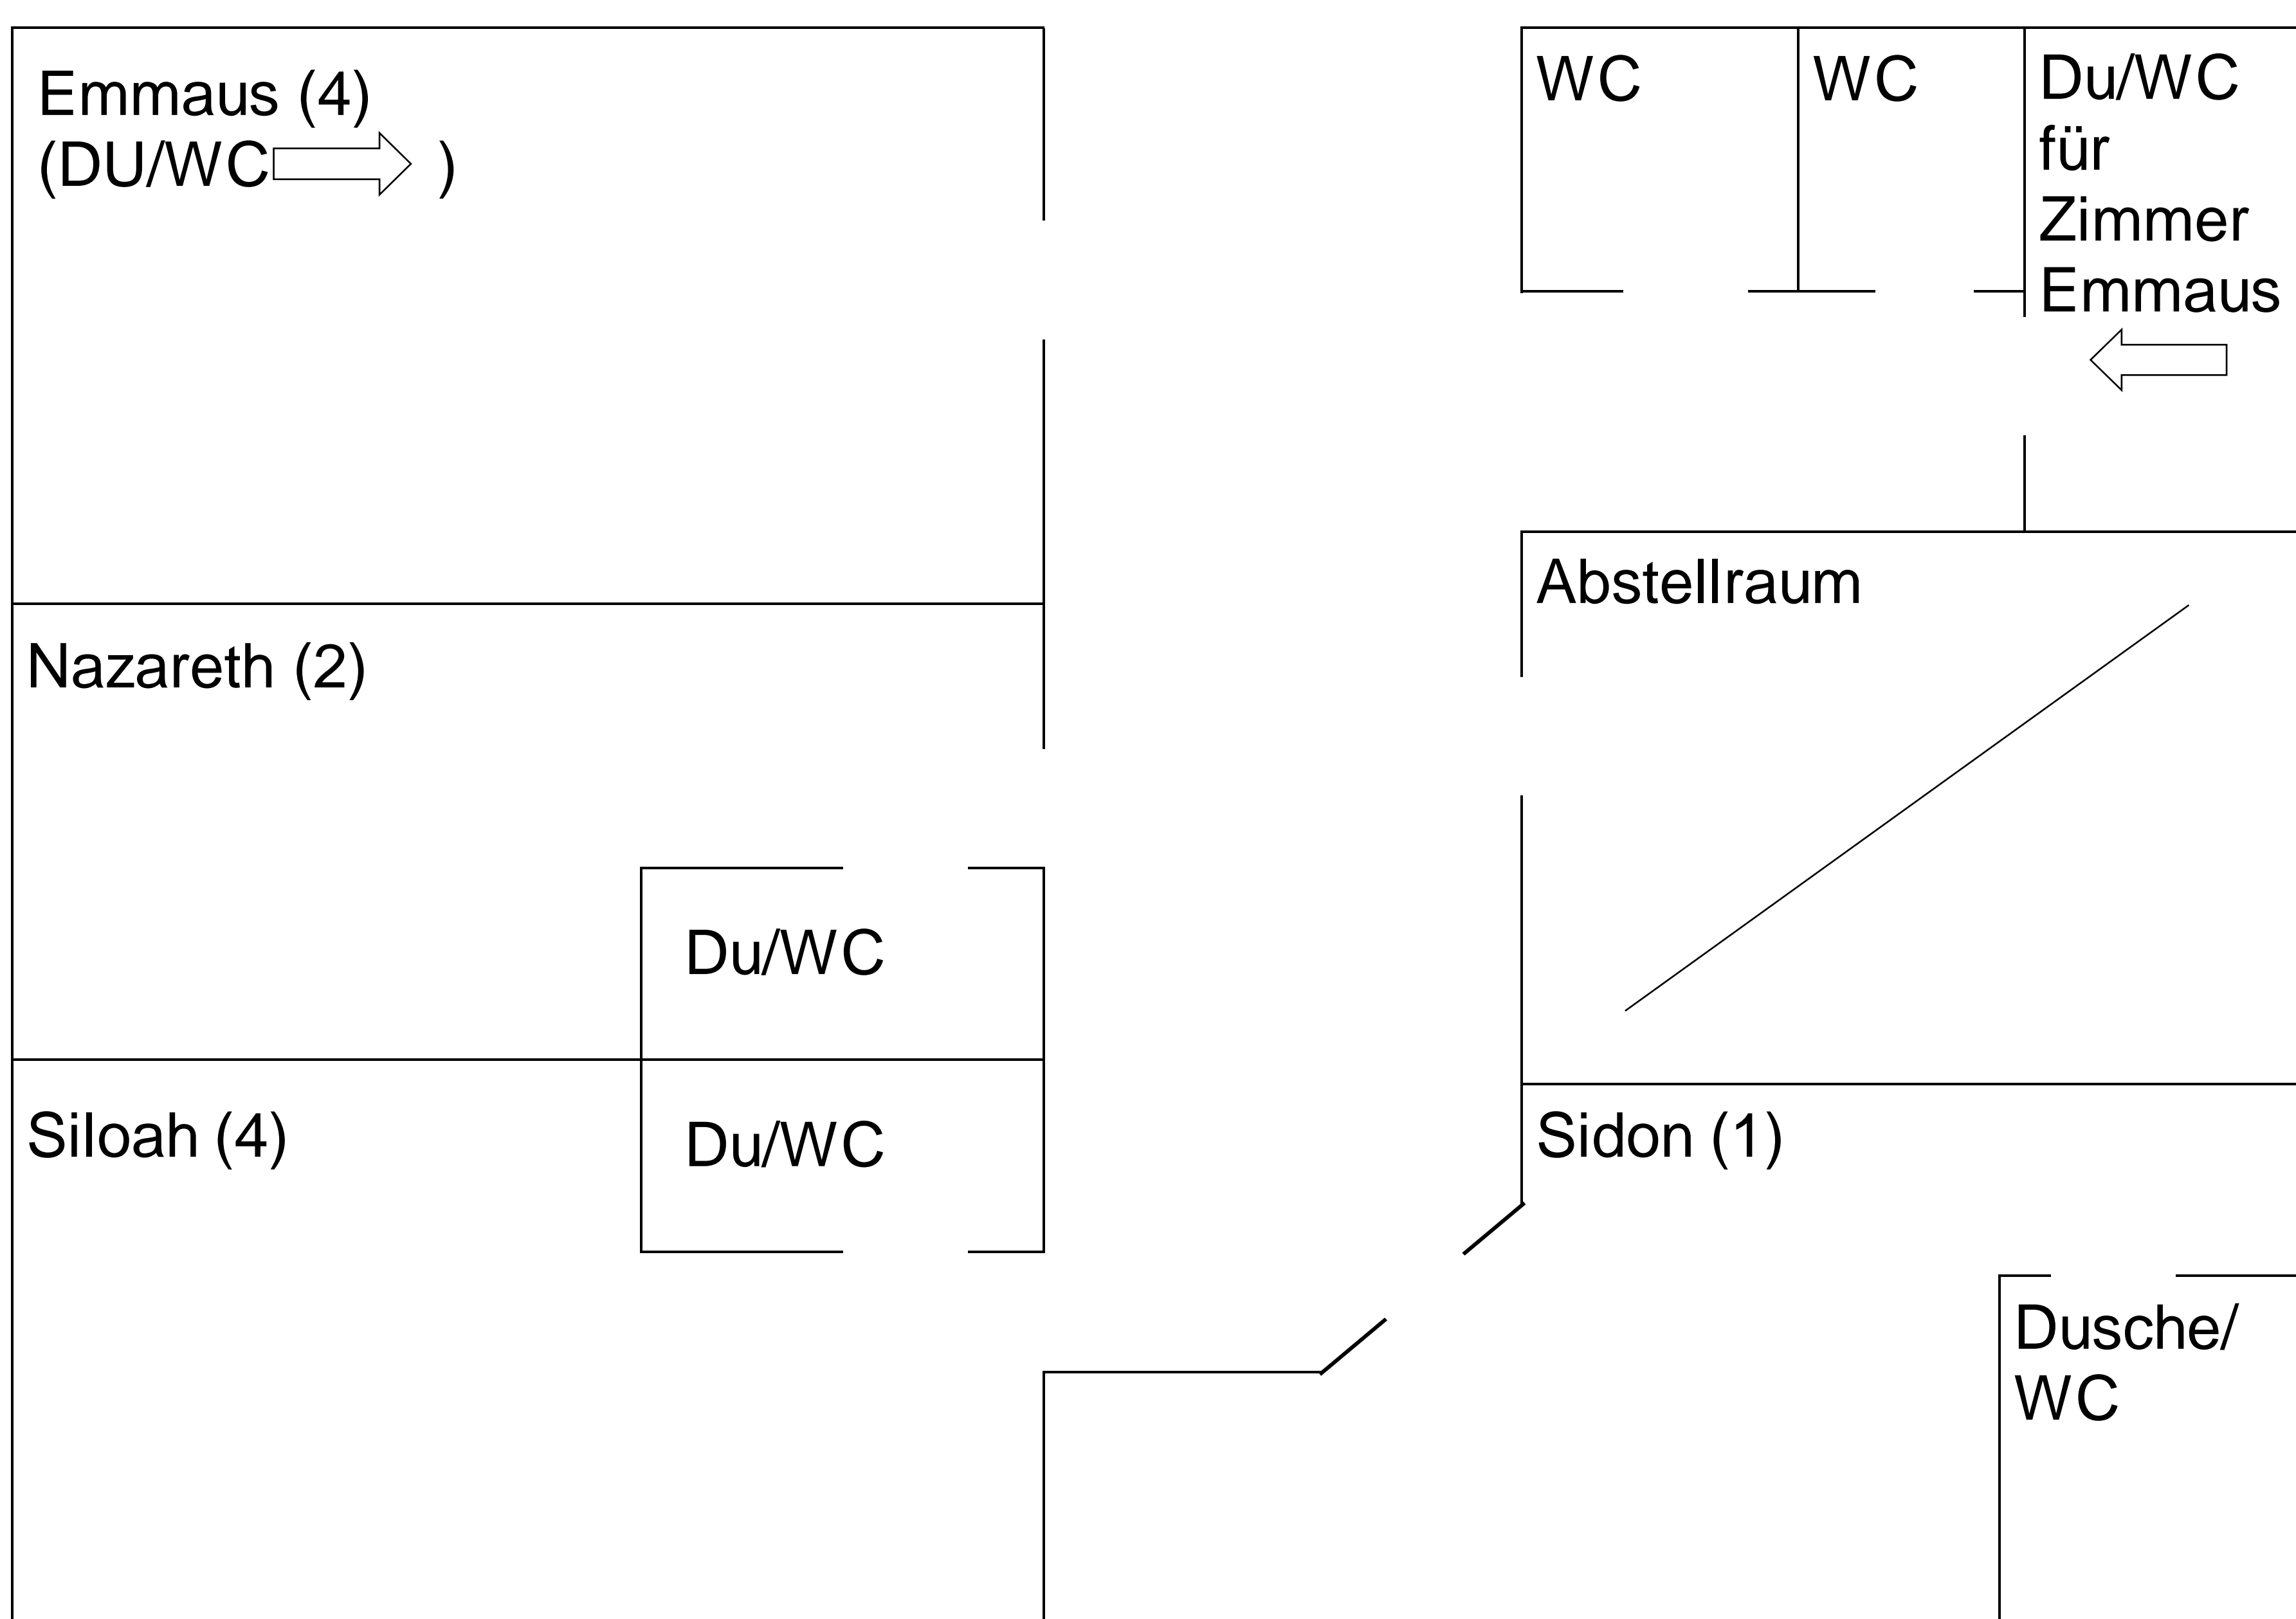 Emmaus (4)
(DU/WC )
WC
WC
Du/WC
für
Zimmer
Emmaus
Abstellraum
Nazareth (2)
Du/WC
Siloah (4)
Du/WC
Sidon (1)
Dusche/
WC